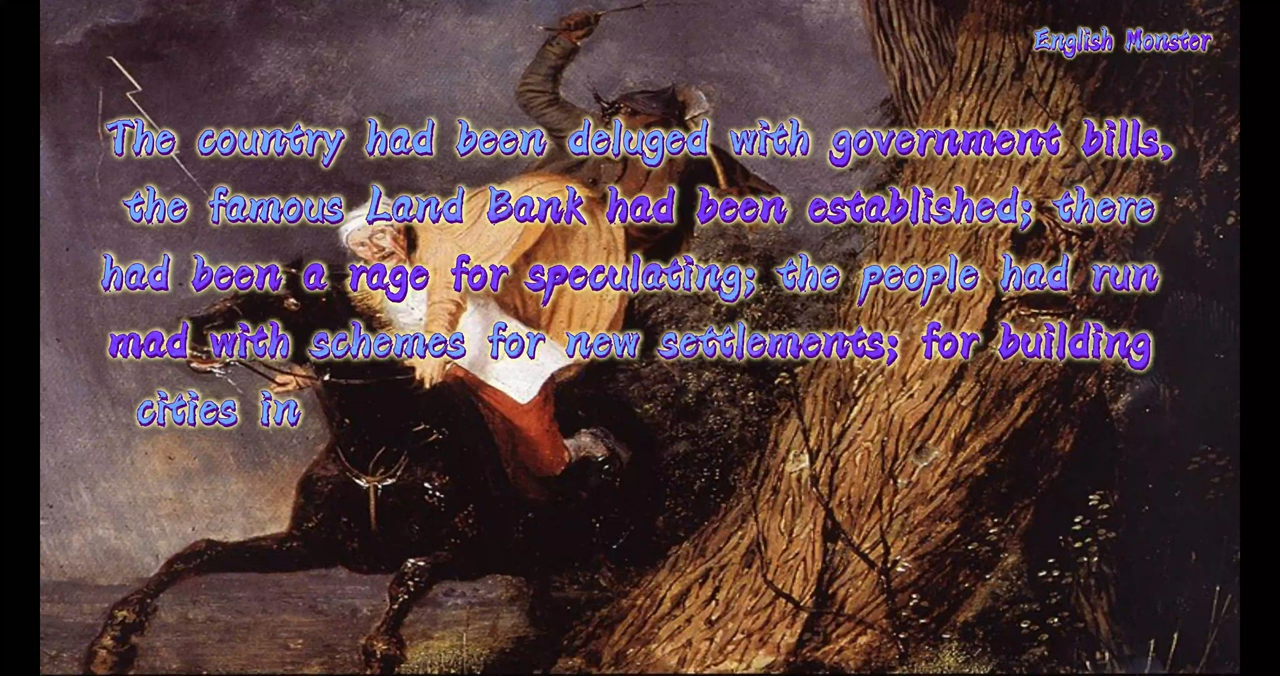 English Monster
The country had been deluged with government bills,
the famous Land Bank had been established; there
had been a rage for speculating; the people had run
mad with schemes for new settlements; for building
cities in